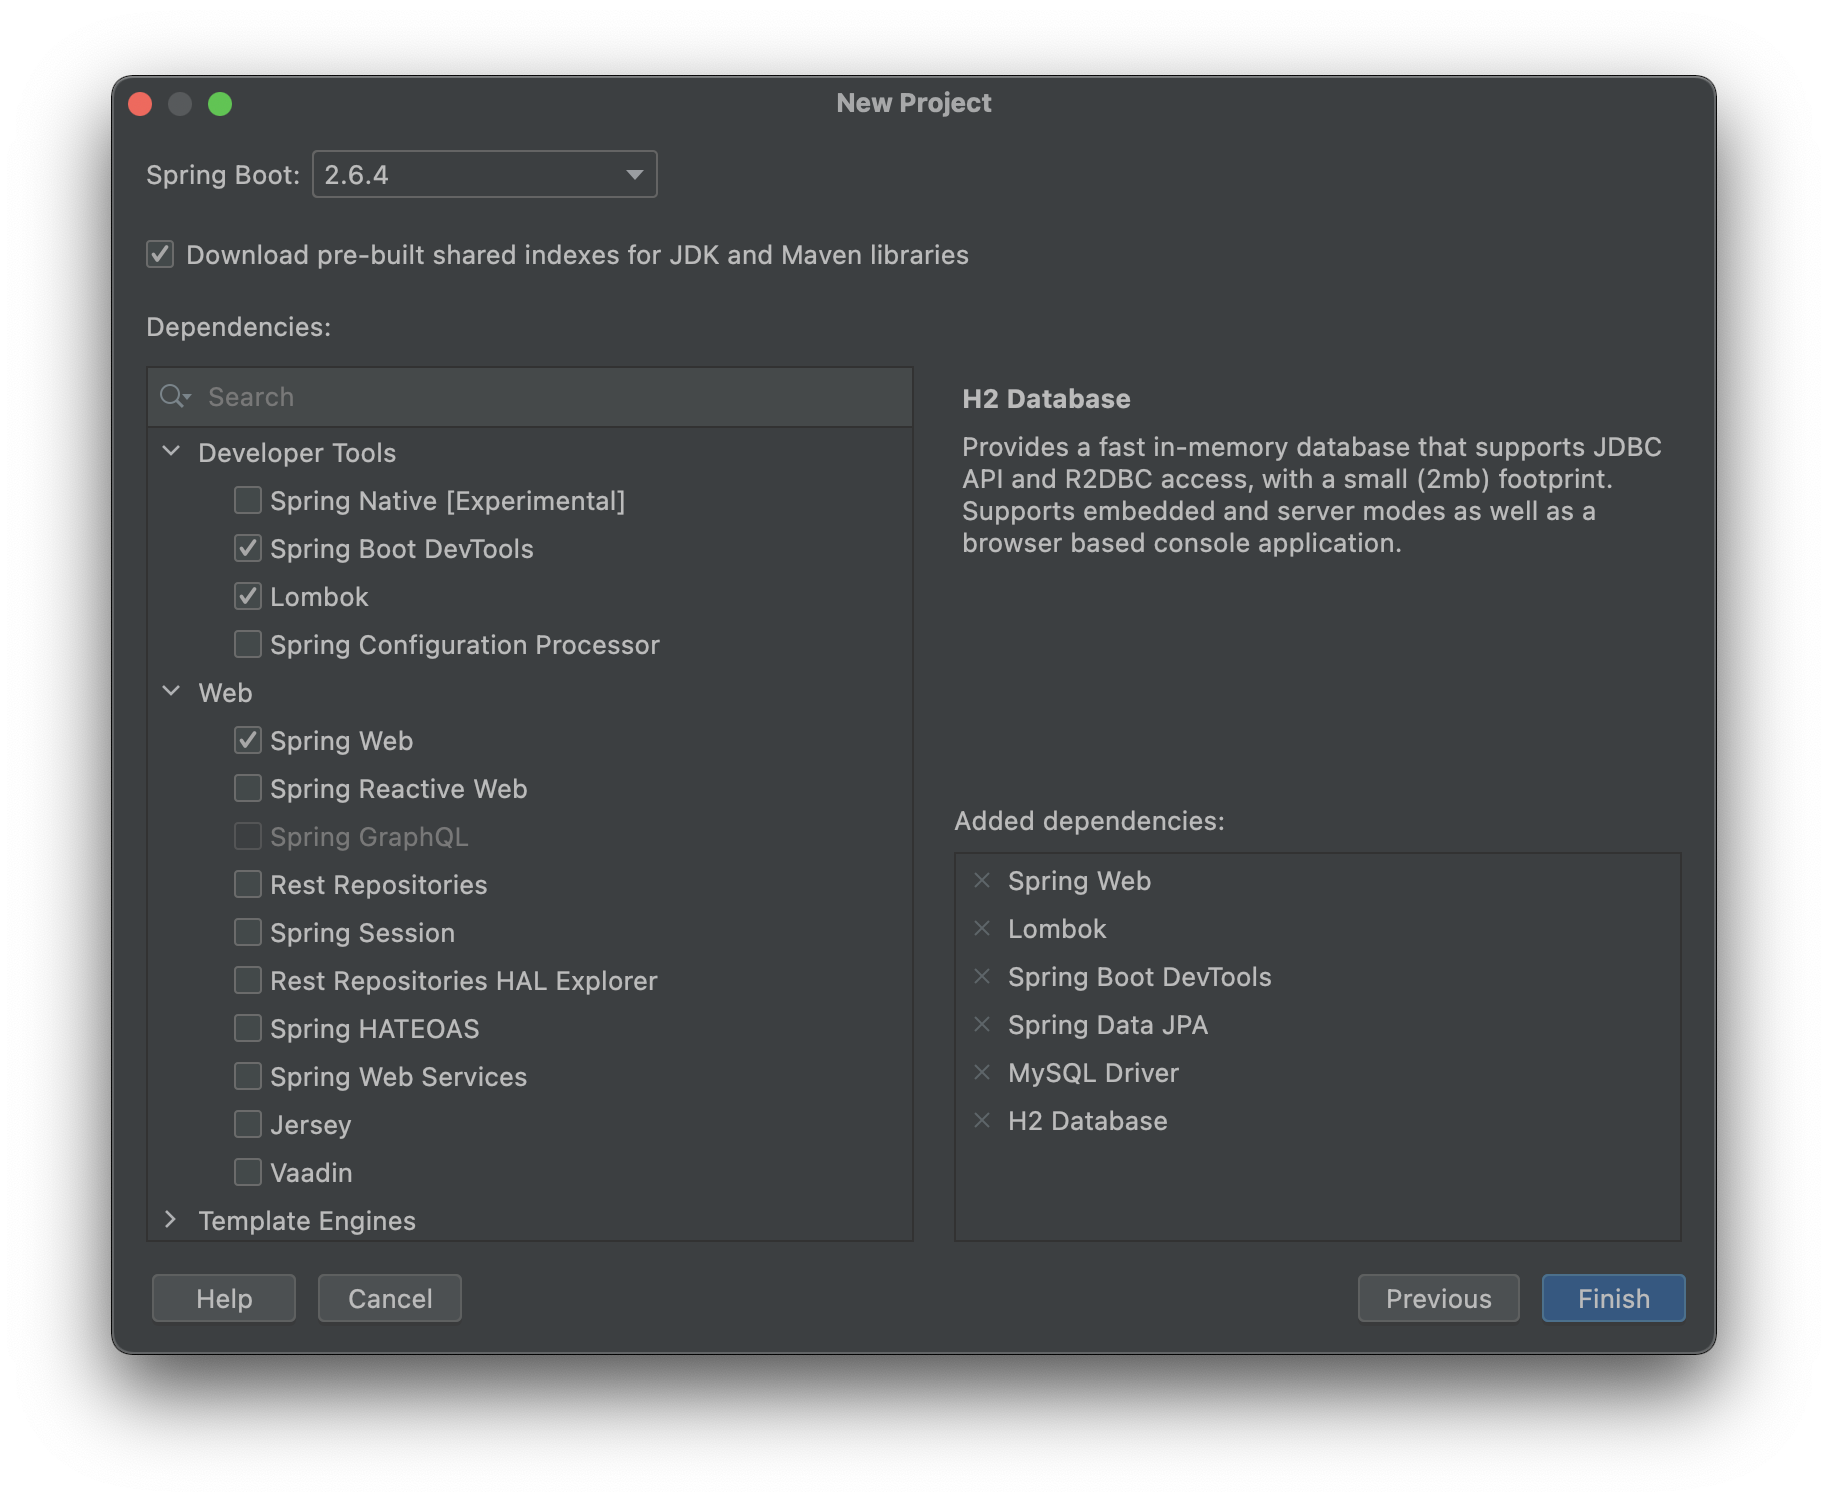 New Project
Spring Boot: 2.6.4
Download pre-built shared indexes for JDK and Maven libraries
Dependencies:
Search
Developer Tools
Spring Native [Experimental]
Spring Boot DevTools
Lombok
Spring Configuration Processor
Web
Spring Web
Spring Reactive Web
Spring GraphQL
Rest Repositories
Spring Session
Rest Repositories HAL Explorer
Spring HATEOAS
Spring Web Services
Jersey
Vaadin
Template Engines
H2 Database
Provides a fast in-memory database that supports JDBC
API and R2DBC access, with a small (2mb) footprint.
Supports embedded and server modes as well as a
browser based console application.
Added dependencies:
Spring Web
Lombok
Spring Boot DevTools
Spring Data JPA
MySQL Driver
H2 Database
Help
Cancel
Previous
Finish